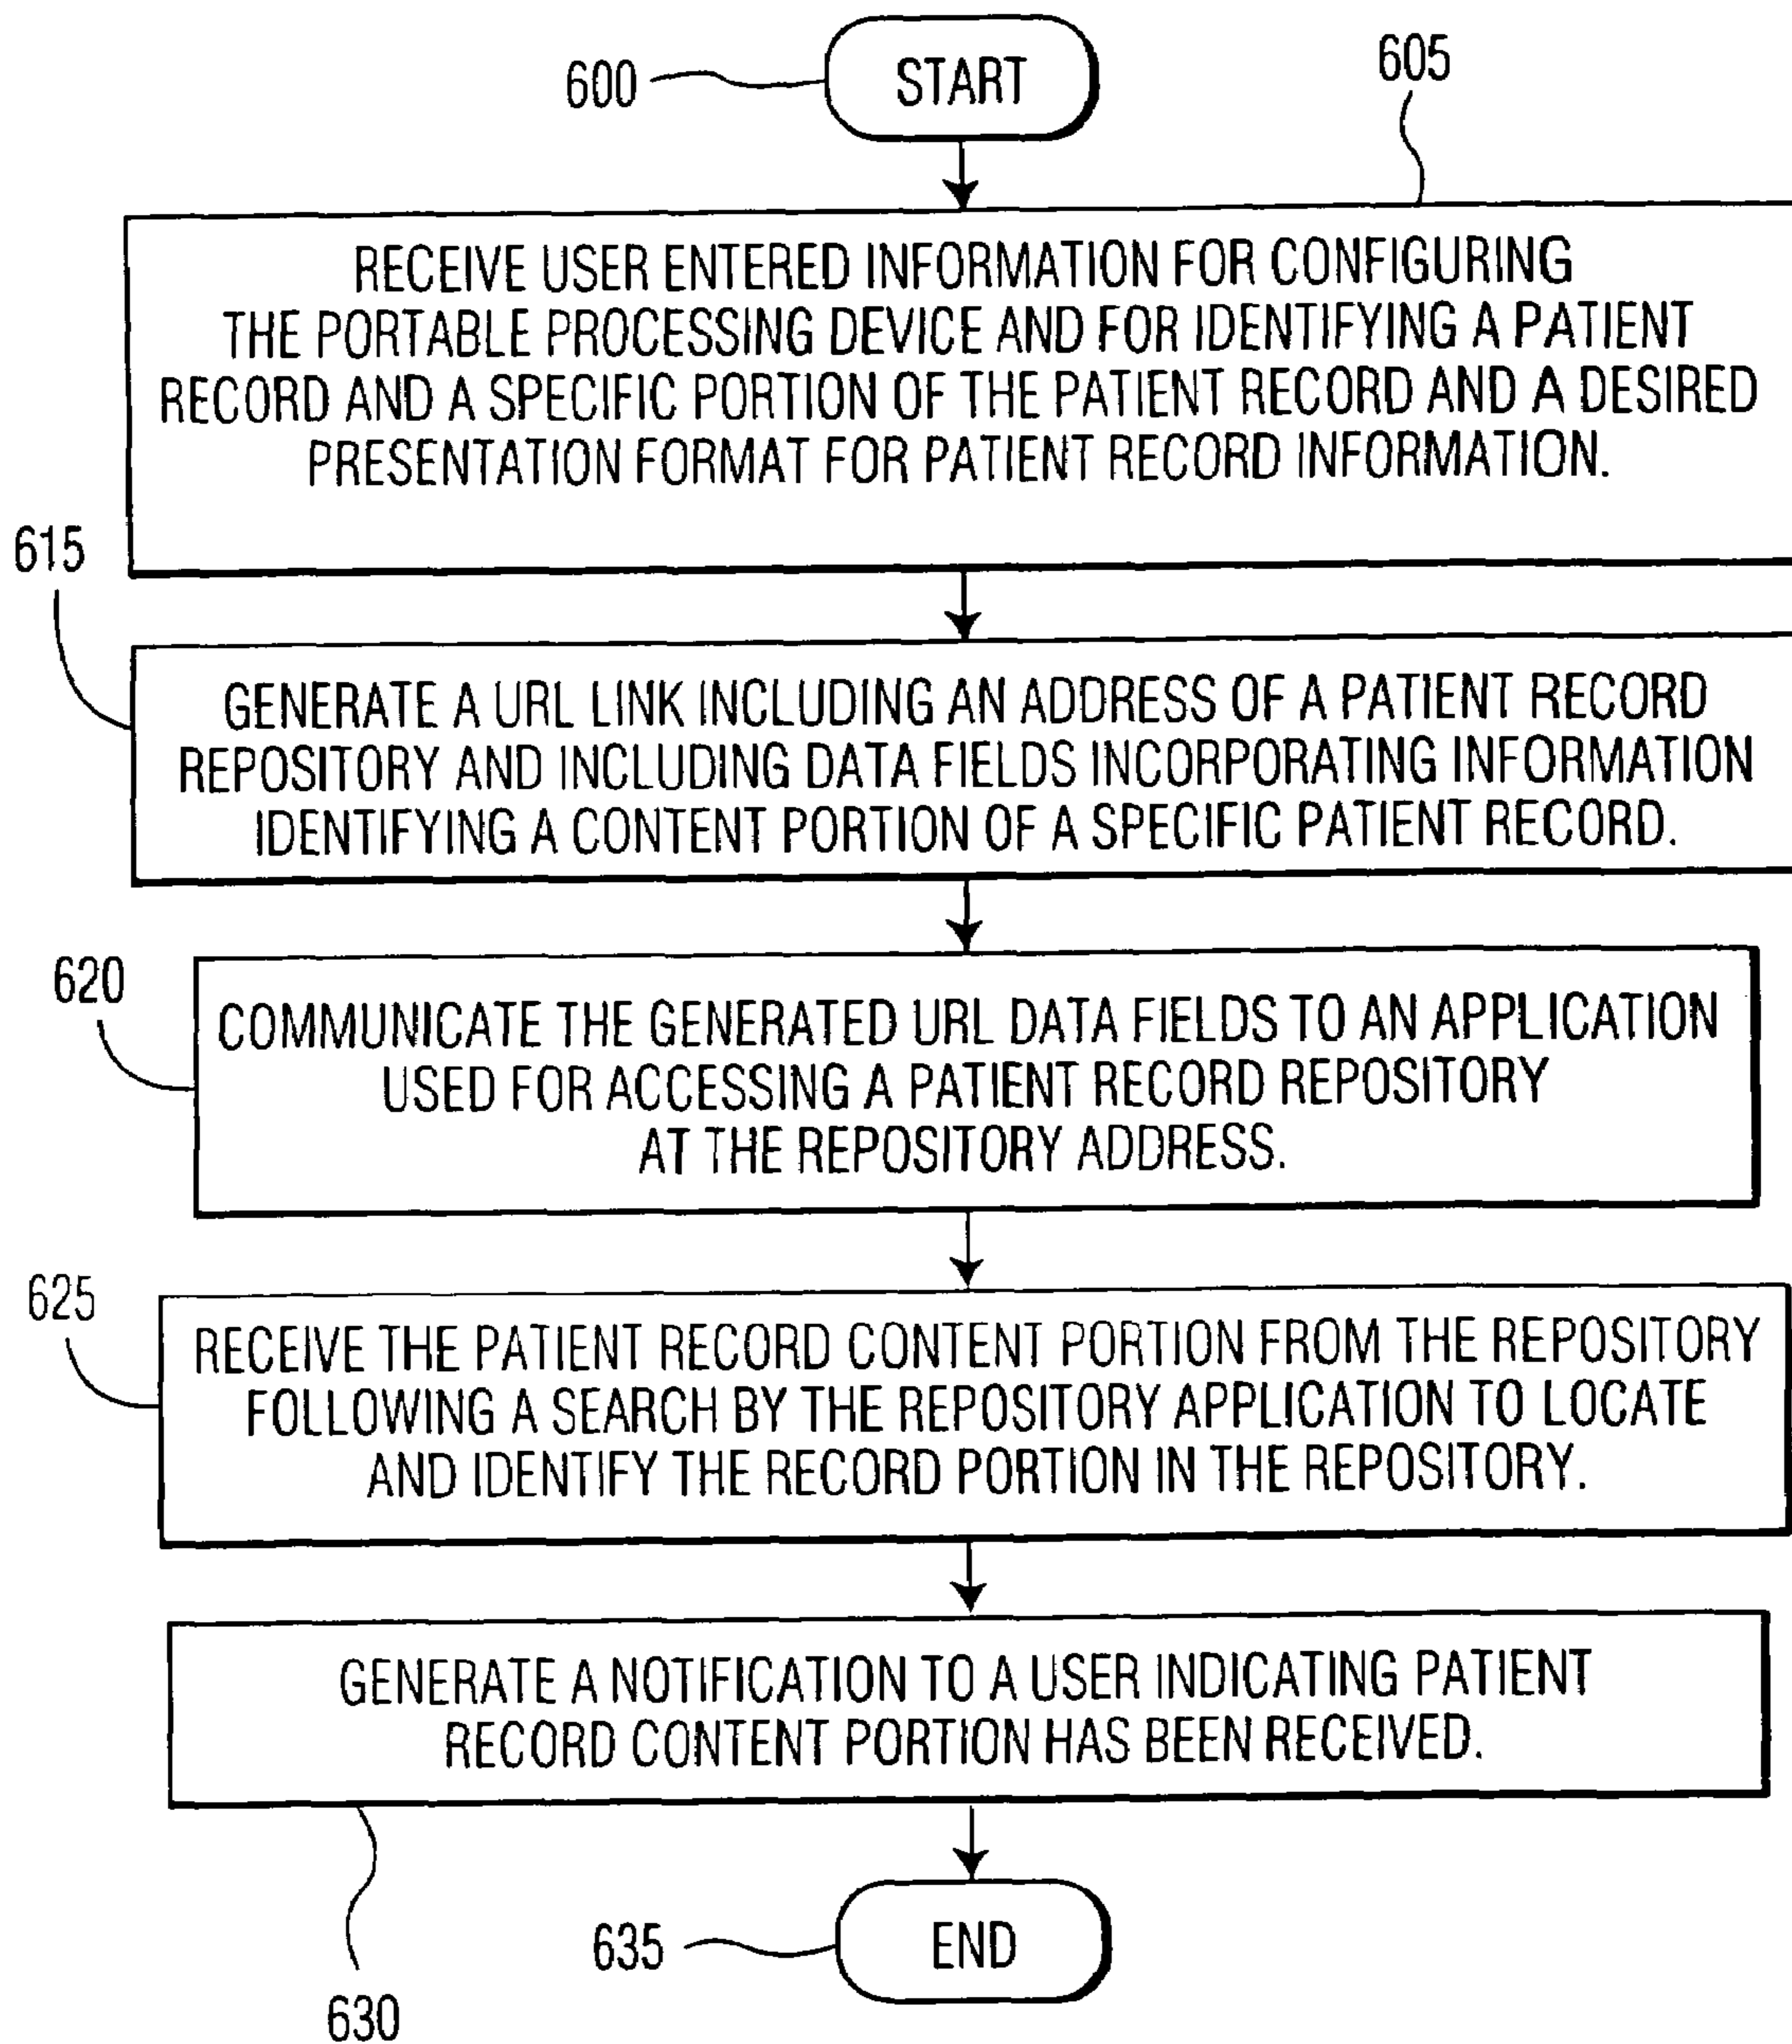 600
START
605
RECEIVE USER ENTERED INFORMATION FOR CONFIGURING
THE PORTABLE PROCESSING DEVICE AND FOR IDENTIFYING A PATIENT
RECORD AND A SPECIFIC PORTION OF THE PATIENT RECORD AND A DESIRED
PRESENTATION FORMAT FOR PATIENT RECORD INFORMATION.
615
GENERATE A URL LINK INCLUDING AN ADDRESS OF A PATIENT RECORD
REPOSITORY AND INCLUDING DATA FIELDS INCORPORATING INFORMATION
IDENTIFYING A CONTENT PORTION OF A SPECIFIC PATIENT RECORD.
620
COMMUNICATE THE GENERATED URL DATA FIELDS TO AN APPLICATION
USED FOR ACCESSING A PATIENT RECORD REPOSITORY
AT THE REPOSITORY ADDRESS.
625
RECEIVE THE PATIENT RECORD CONTENT PORTION FROM THE REPOSITORY
FOLLOWING A SEARCH BY THE REPOSITORY APPLICATION TO LOCATE
AND IDENTIFY THE RECORD PORTION IN THE REPOSITORY.
GENERATE A NOTIFICATION TO A USER INDICATING PATIENT
RECORD CONTENT PORTION HAS BEEN RECEIVED.
630
635
END